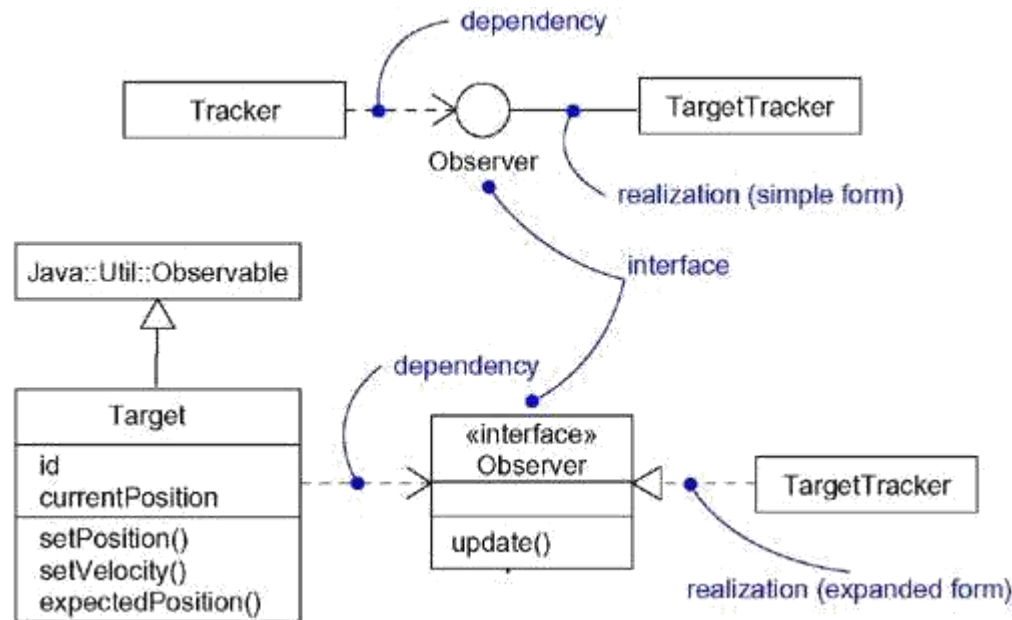 dependency
Tracker
TargetTracker
Observer
realization (simple form)
Java::Util::Observable
interface
dependency
Target
id
currentPosition
setPosition()
setVelocity()
expectedPosition()
«interface»
Observer
update()
TargetTracker
realization (expanded form)